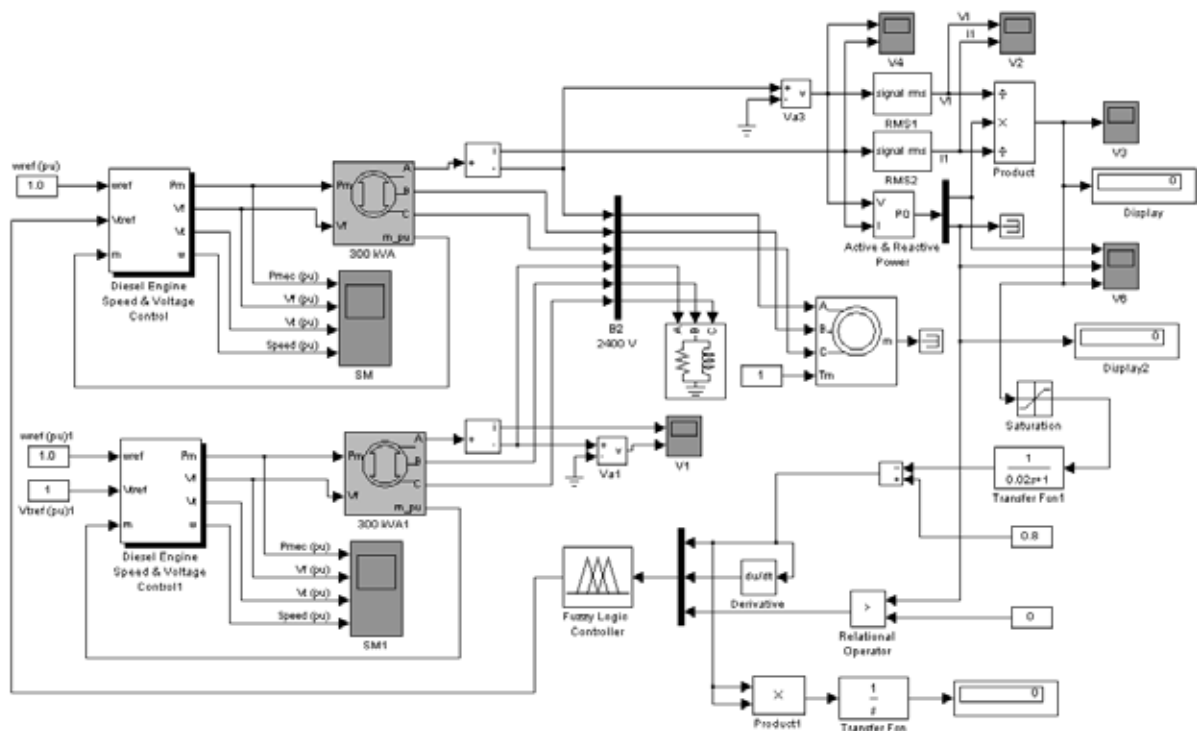 V4
V1
I1
V2
+
-
v
Va3
signal rms
V1
RMS1
signal rms
I1
RMS2
÷
×
÷
Product
V3
0
Display
V
I
PQ
Active & Reactive
Power
V6
0
Display2
wref (pu)
1.0
wref
Vtref
m
Pm
Vf
Vt
w
Diesel Engine
Speed & Voltage
Control
Pm
Vf
A
B
C
m_pu
300 kVA
+
i
-
Pmec (pu)
Vf (pu)
Vt (pu)
Speed (pu)
SM
B2
2400 V
A
B
C
1
A
B
C
Tm
m
Saturation
wref (pu)1
1.0
1
Vtref (pu)1
wref
Vtref
m
Pm
Vf
Vt
w
Diesel Engine
Speed & Voltage
Control1
Pm
Vf
A
B
C
m_pu
300 kVA1
+
i
-
+
-
v
Va1
V1
Pmec (pu)
Vf (pu)
Vt (pu)
Speed (pu)
SM1
Fuzzy Logic
Controller
du/dt
Derivative
-
+
1
0.02s+1
Transfer Fcn1
0.8
>
Relational
Operator
0
×
Product1
1
s
Transfer Fcn
0